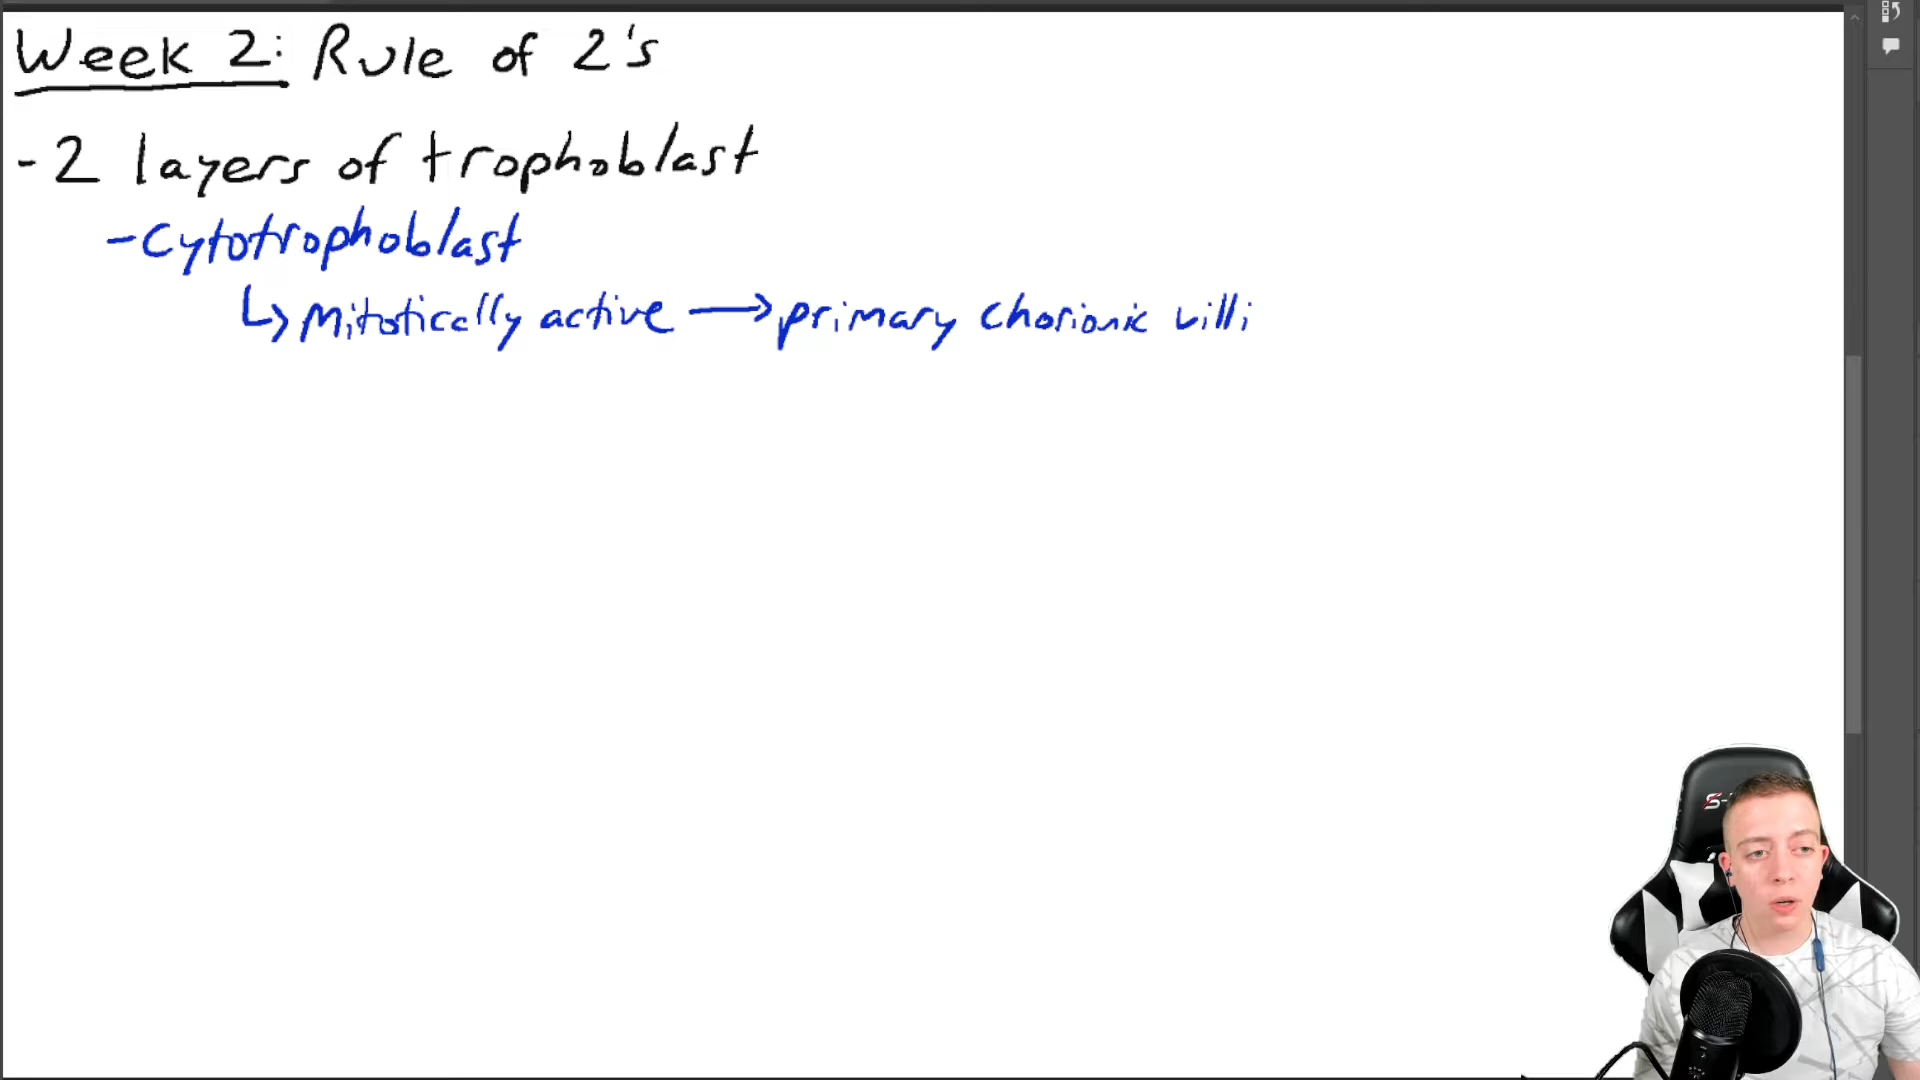 Week 2: Rule of 2's
- 2 layers of trophoblast
- Cytotrophoblast
↳ Mitotically active → primary chorionic villi